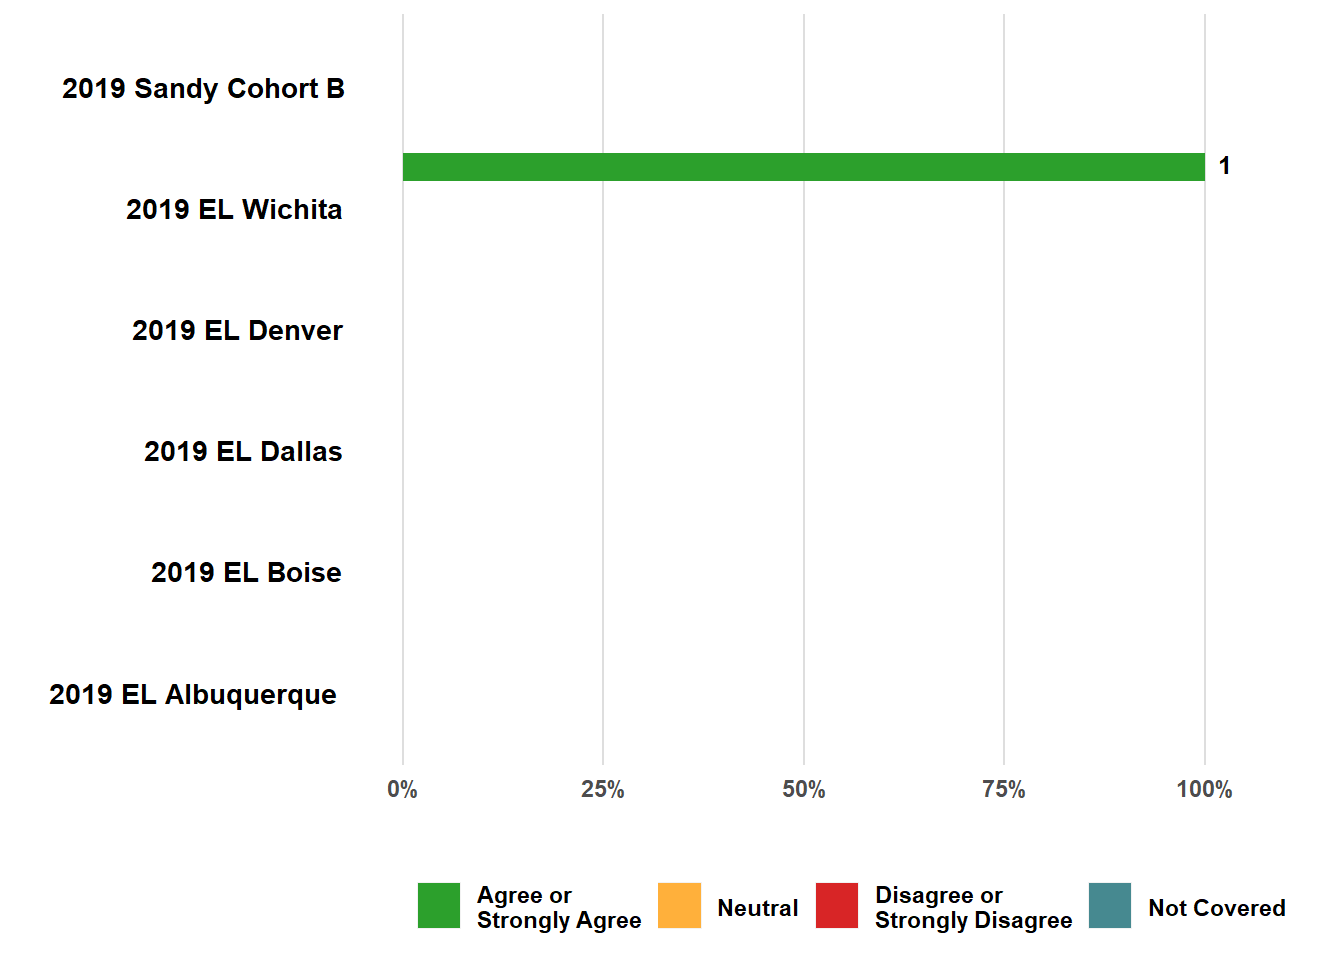 2019 Sandy Cohort B
1
2019 EL Wichita
2019 EL Denver
2019 EL Dallas
2019 EL Boise
2019 EL Albuquerque
0% 25% 50% 75% 100%
Agree or
Strongly Agree
Neutral
Disagree or
Strongly Disagree
Not Covered